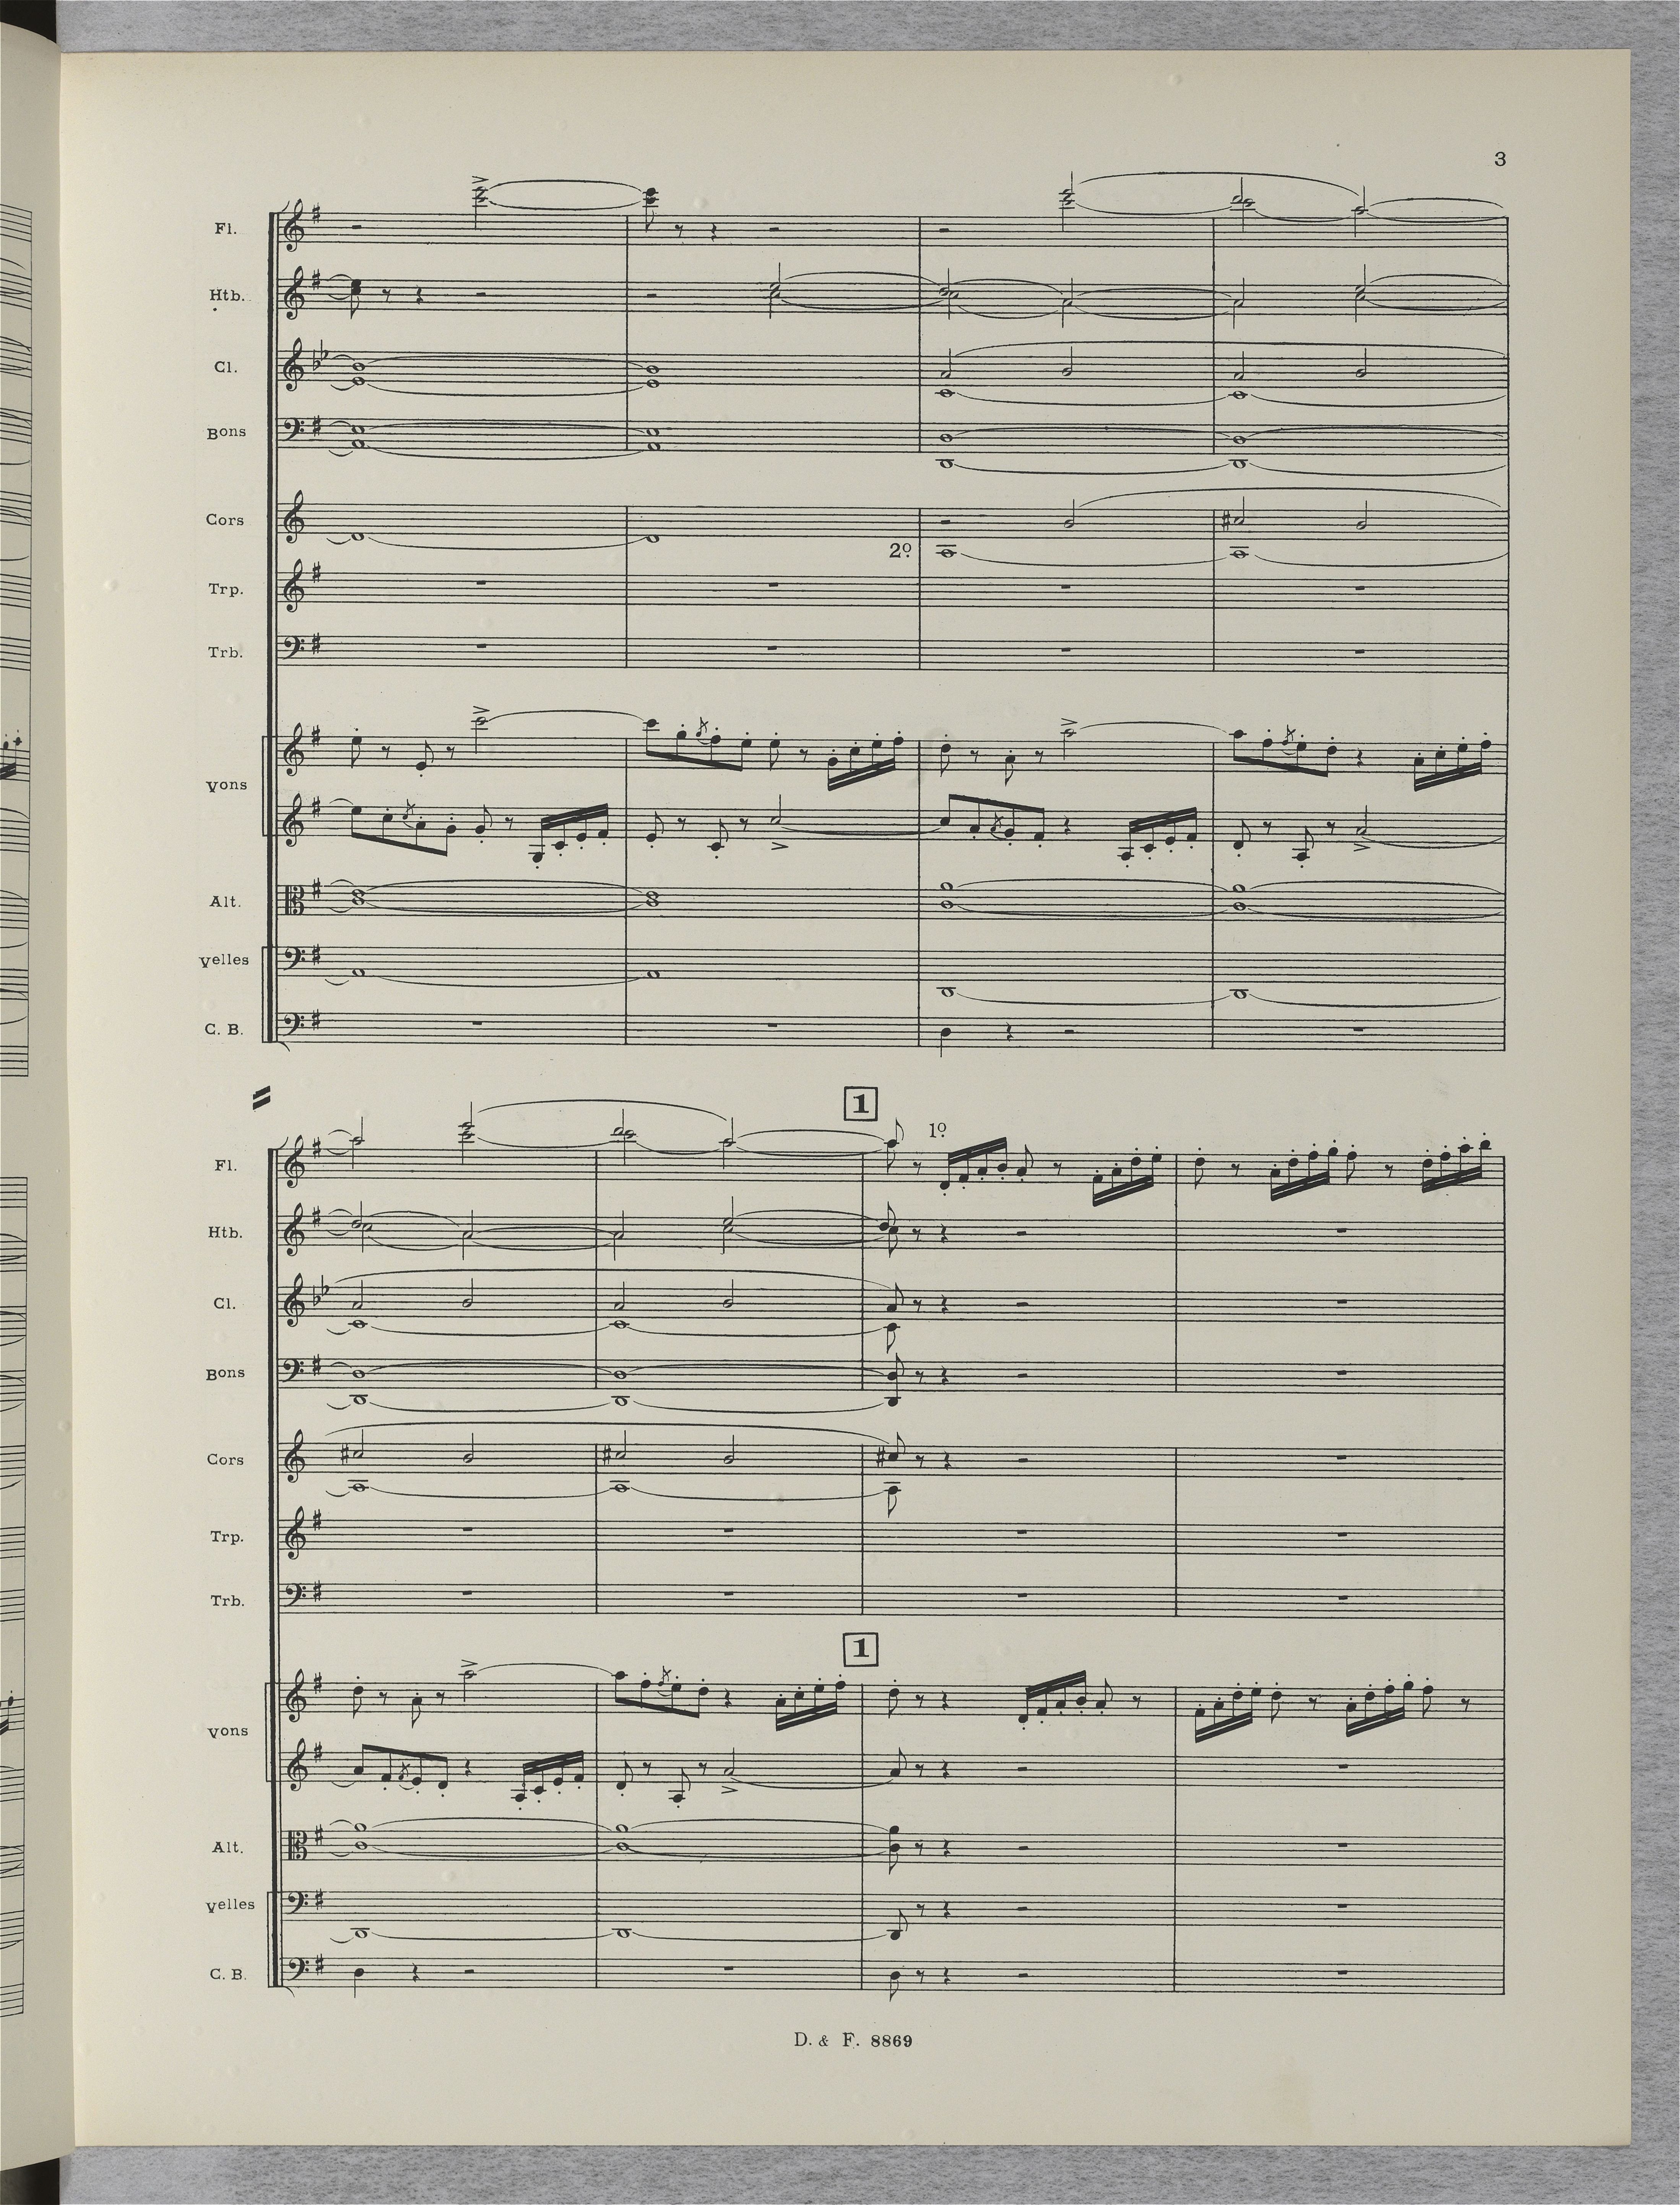 3
Fl.
Htb.
Cl.
Bons
Cors
2º
Trp.
Trb.
Vons
Alt.
Velles
C. B.
1
1º
Fl.
Htb.
Cl.
Bons
Cors
Trp.
Trb.
1
Vons
Alt.
Velles
C. B.
D. & F. 8869